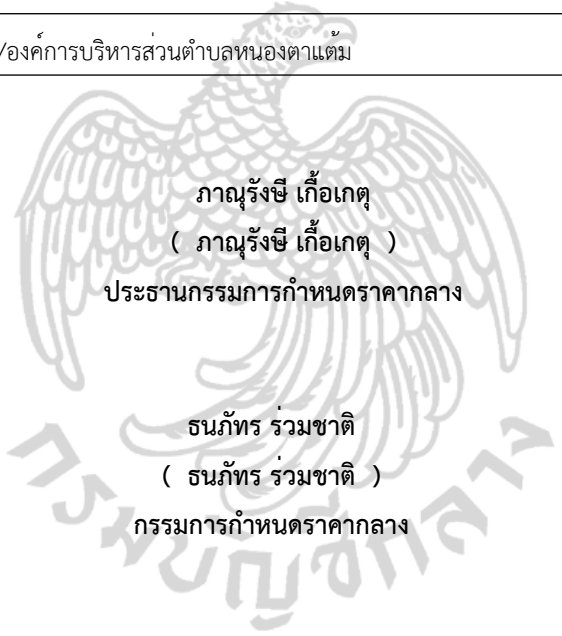 /องค์การบริหารส่วนตำบลหนองตาแต้ม
ภาณุรังษี เกื้อเกตุ
( ภาณุรังษี เกื้อเกตุ )
ประธานกรรมการกำหนดราคากลาง
ธนภัทร ร่วมชาติ
( ธนภัทร ร่วมชาติ )
กรรมการกำหนดราคากลาง
กรมบัญชีกลาง